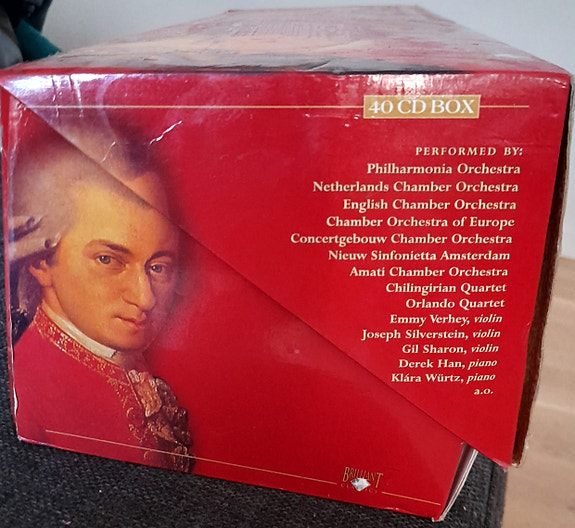 40 CD BOX
PERFORMED BY:
Philharmonia Orchestra
Netherlands Chamber Orchestra
English Chamber Orchestra
Chamber Orchestra of Europe
Concertgebouw Chamber Orchestra
Nieuw Sinfonietta Amsterdam
Amati Chamber Orchestra
Chilingirian Quartet
Orlando Quartet
Emmy Verhey, violin
Joseph Silverstein, violin
Gil Sharon, violin
Derek Han, piano
Klára Würtz, piano
a.o.
BRILLIANT